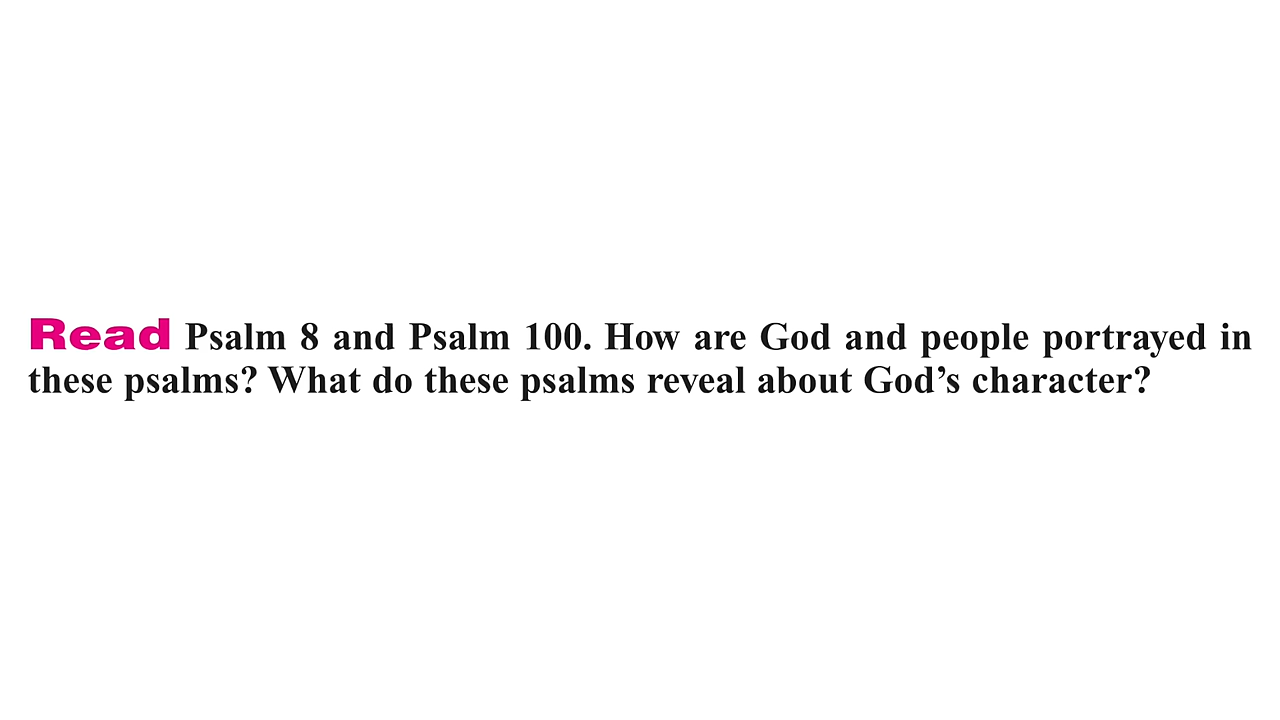 Read Psalm 8 and Psalm 100. How are God and people portrayed in
these psalms? What do these psalms reveal about God’s character?